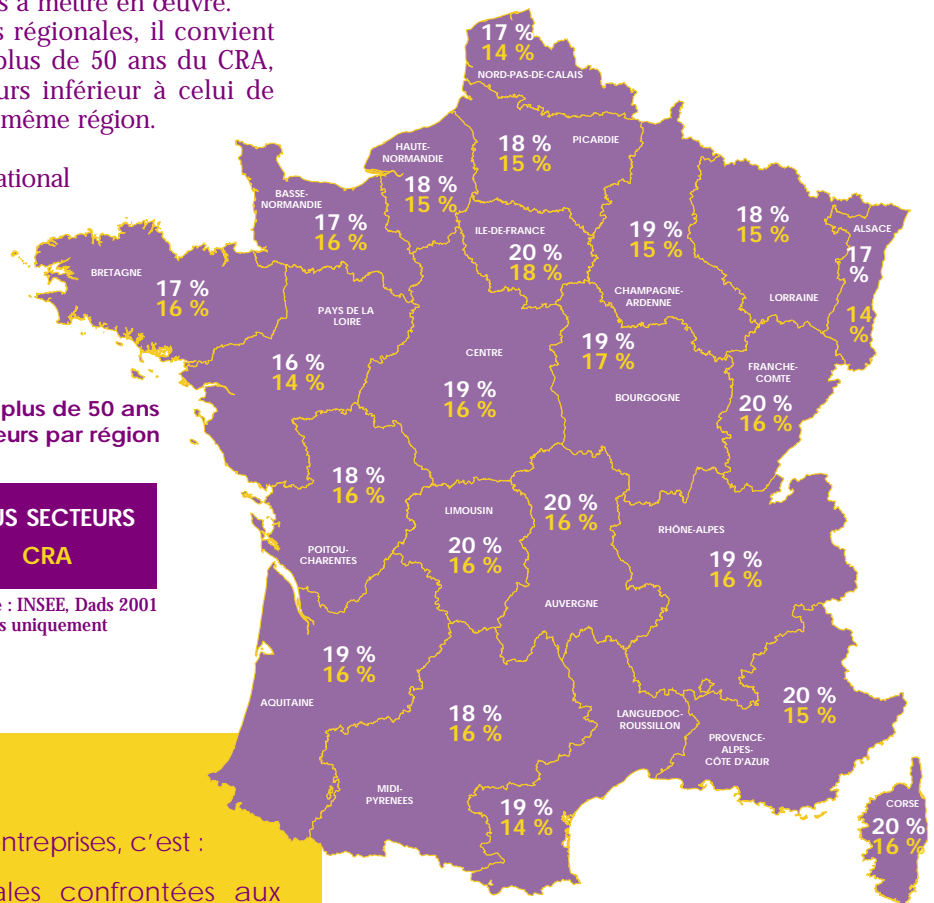 s à mettre en œuvre.
s régionales, il convient
plus de 50 ans du CRA,
urs inférieur à celui de
même région.
ational
17 %
14 %
NORD-PAS-DE-CALAIS
18 %
15 %
PICARDIE
HAUTE-
NORMANDIE
18 %
15 %
BASSE-
NORMANDIE
17 %
16 %
ILE-DE-FRANCE
20 %
18 %
19 %
15 %
CHAMPAGNE-
ARDENNE
18 %
15 %
LORRAINE
ALSACE
17
%
14
%
BRETAGNE
17 %
16 %
PAYS DE LA
LOIRE
16 %
14 %
CENTRE
19 %
16 %
19 %
17 %
BOURGOGNE
FRANCHE-
COMTE
20 %
16 %
plus de 50 ans
eurs par région
US SECTEURS
CRA
e : INSEE, Dads 2001
s uniquement
18 %
16 %
POITOU-
CHARENTES
LIMOUSIN
20 %
16 %
20 %
16 %
AUVERGNE
RHÔNE-ALPES
19 %
16 %
19 %
16 %
AQUITAINE
18 %
16 %
MIDI-
PYRENEES
LANGUEDOC-
ROUSSILLON
19 %
14 %
20 %
15 %
PROVENCE-
ALPES-
CÔTE D'AZUR
CORSE
20 %
16 %
entreprises, c'est :
ales confrontées aux